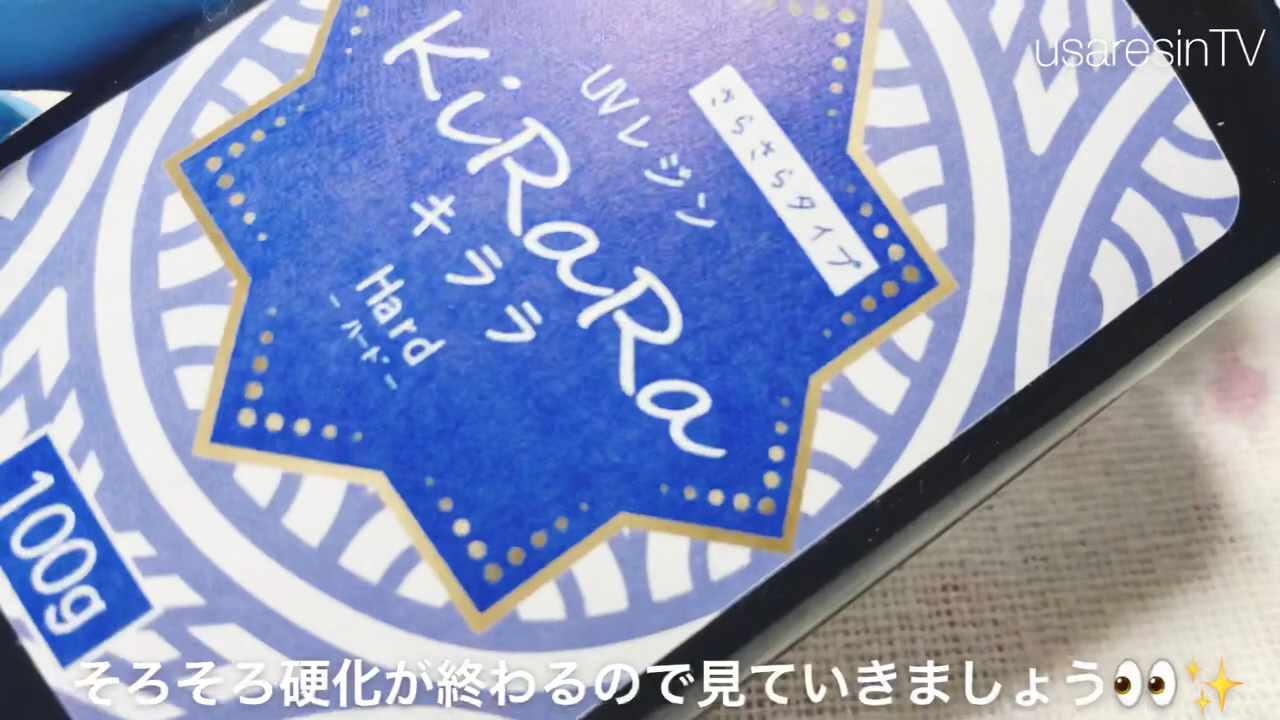 usaresinTV
さらさらタイプ
UVレジン
KiRaRa
キララ
Hard
-ハード-
100g
そろそろ硬化が終わるので見ていきましょう👀✨